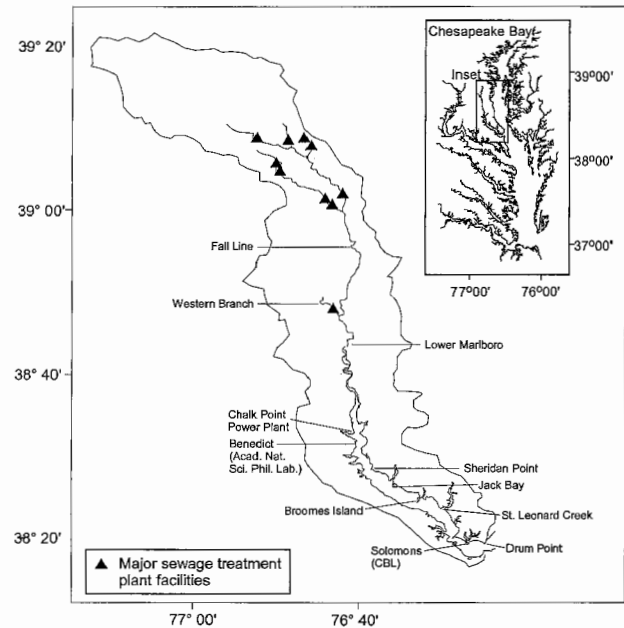 39° 20'
39° 00'
38° 40'
38° 20'
77° 00'
76° 40'
Chesapeake Bay
Inset
39°00'
38°00'
37°00'
77°00'
76°00'
Fall Line
Western Branch
Lower Marlboro
Chalk Point
Power Plant
Benedict
(Acad. Nat.
Sci. Phil. Lab.)
Sheridan Point
Jack Bay
Broomes Island
St. Leonard Creek
Solomons
(CBL)
Drum Point
Major sewage treatment
plant facilities